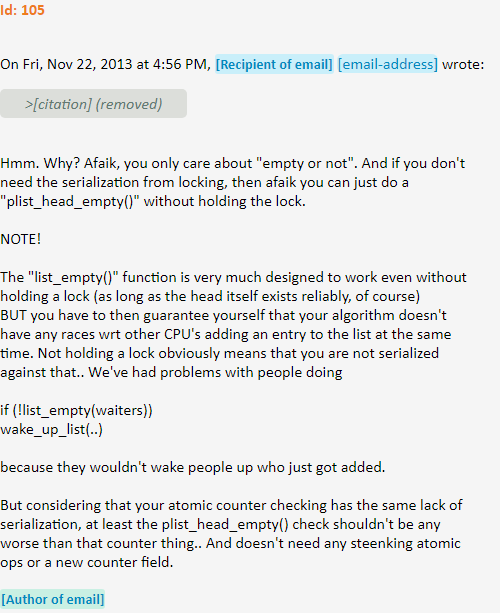 Id: 105
On Fri, Nov 22, 2013 at 4:56 PM, [Recipient of email] [email-address] wrote:
>[citation] (removed)
Hmm. Why? Afaik, you only care about "empty or not". And if you don't
need the serialization from locking, then afaik you can just do a
"plist_head_empty()" without holding the lock.
NOTE!
The "list_empty()" function is very much designed to work even without
holding a lock (as long as the head itself exists reliably, of course)
BUT you have to then guarantee yourself that your algorithm doesn't
have any races wrt other CPU's adding an entry to the list at the same
time. Not holding a lock obviously means that you are not serialized
against that.. We've had problems with people doing
if (!list_empty(waiters))
wake_up_list(..)
because they wouldn't wake people up who just got added.
But considering that your atomic counter checking has the same lack of
serialization, at least the plist_head_empty() check shouldn't be any
worse than that counter thing.. And doesn't need any steenking atomic
ops or a new counter field.
[Author of email]